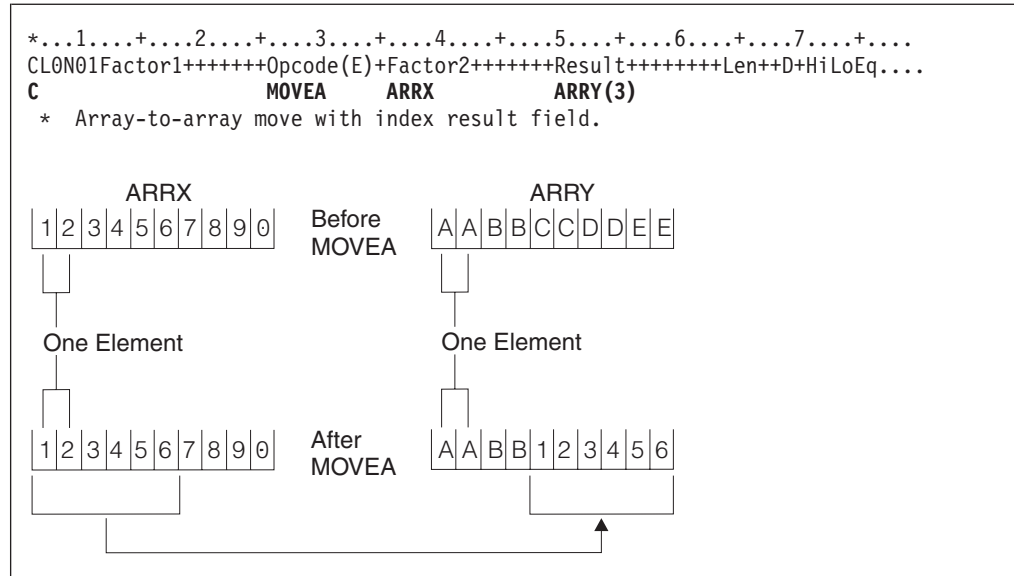 *...1....+....2....+....3....+....4....+....5....+....6....+....7....+....
CL0N01Factor1+++++++Opcode(E)+Factor2+++++++Result++++++++Len++D+HiLoEq....
C                   MOVEA     ARRX          ARRY(3)
 *  Array-to-array move with index result field.
ARRX ARRY
1 2 3 4 5 6 7 8 9 0 Before A A B B C C D D E E
MOVEA
One Element One Element
1 2 3 4 5 6 7 8 9 0 After A A B B 1 2 3 4 5 6
MOVEA